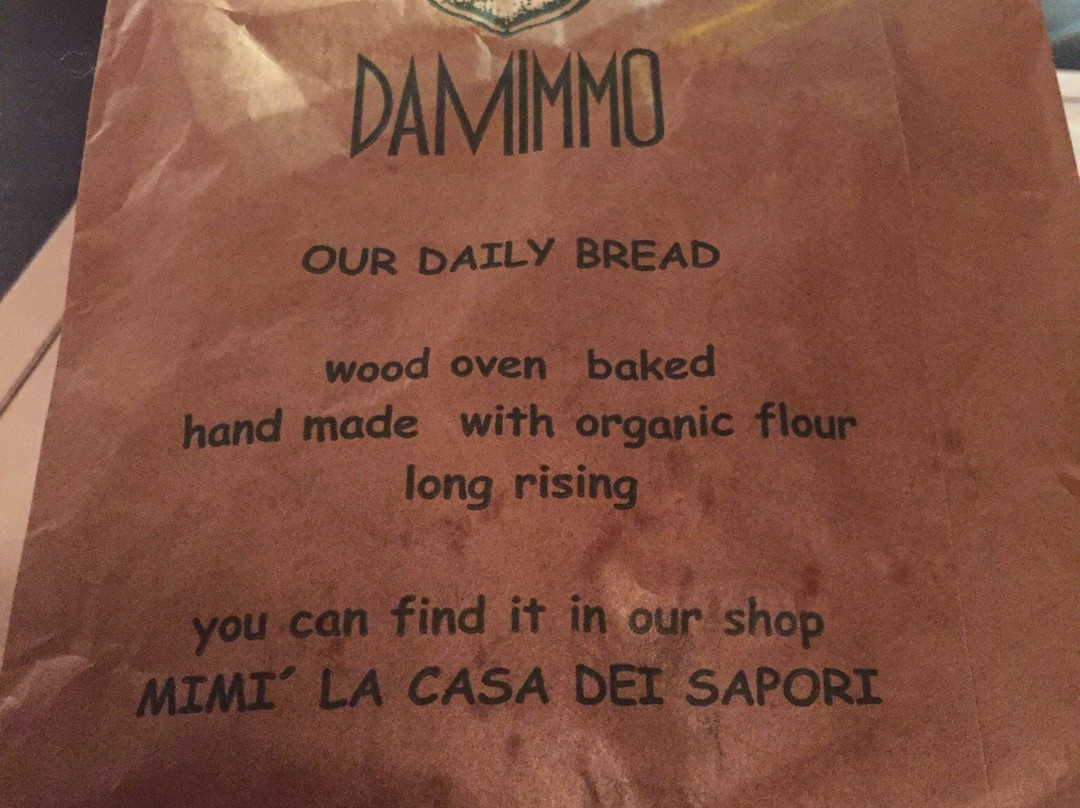 DAMIMMO
OUR DAILY BREAD
wood oven baked
hand made with organic flour
long rising
you can find it in our shop
MIMI´ LA CASA DEI SAPORI